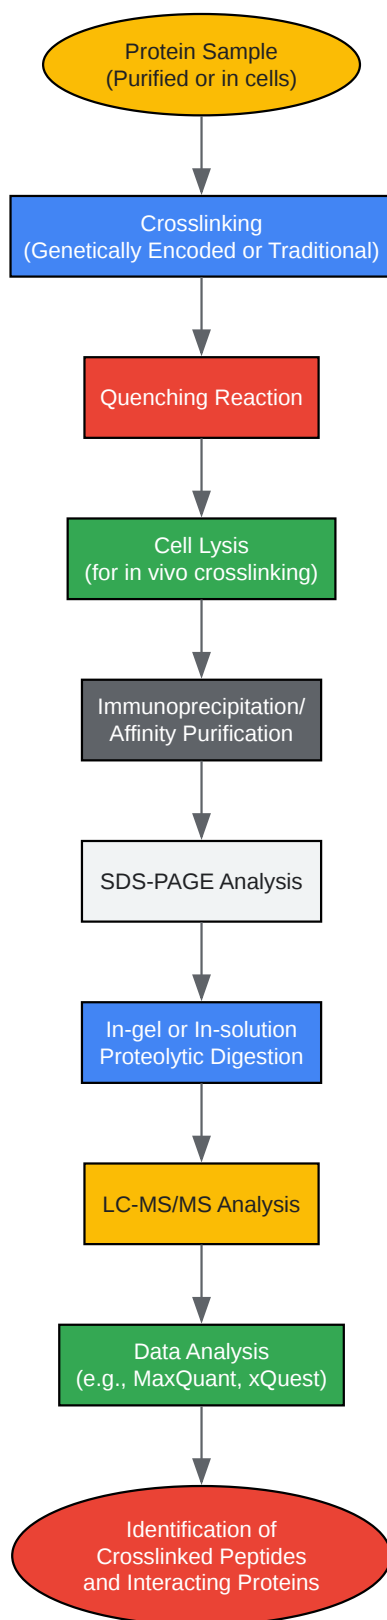 Protein Sample
(Purified or in cells)
Crosslinking
(Genetically Encoded or Traditional)
Quenching Reaction
Cell Lysis
(for in vivo crosslinking)
Immunoprecipitation/
Affinity Purification
SDS-PAGE Analysis
In-gel or In-solution
Proteolytic Digestion
LC-MS/MS Analysis
Data Analysis
(e.g., MaxQuant, xQuest)
Identification of
Crosslinked Peptides
and Interacting Proteins